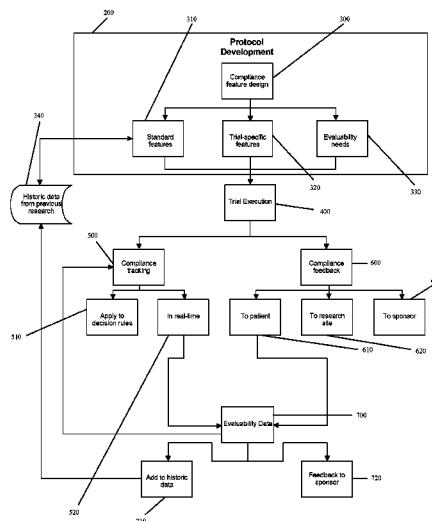 200
310
300
Protocol
Development
Compliance
feature design
340
Standard
features
Trial-specific
features
Evaluability
needs
320
330
Historic data
from previous
research
Trial Execution
400
500
600
Compliance
tracking
Compliance
feedback
Apply to
decision rules
In real-time
To patient
To research
site
To sponsor
510
610
620
700
Evaluability Data
Add to historic
data
Feedback to
sponsor
520
720